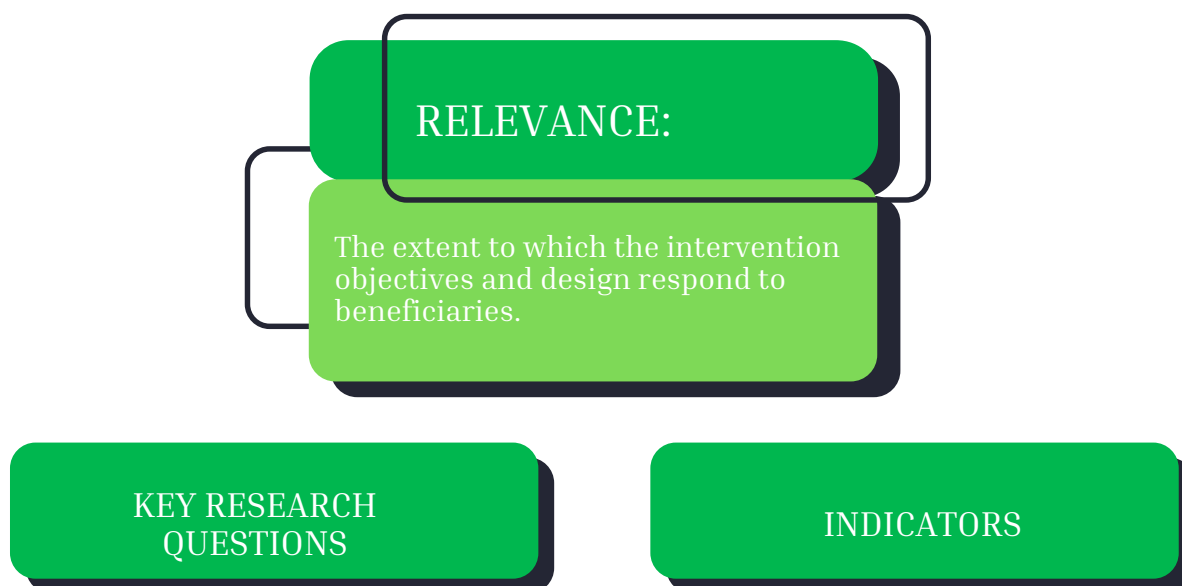 RELEVANCE:
The extent to which the intervention
objectives and design respond to
beneficiaries.
KEY RESEARCH
QUESTIONS
INDICATORS